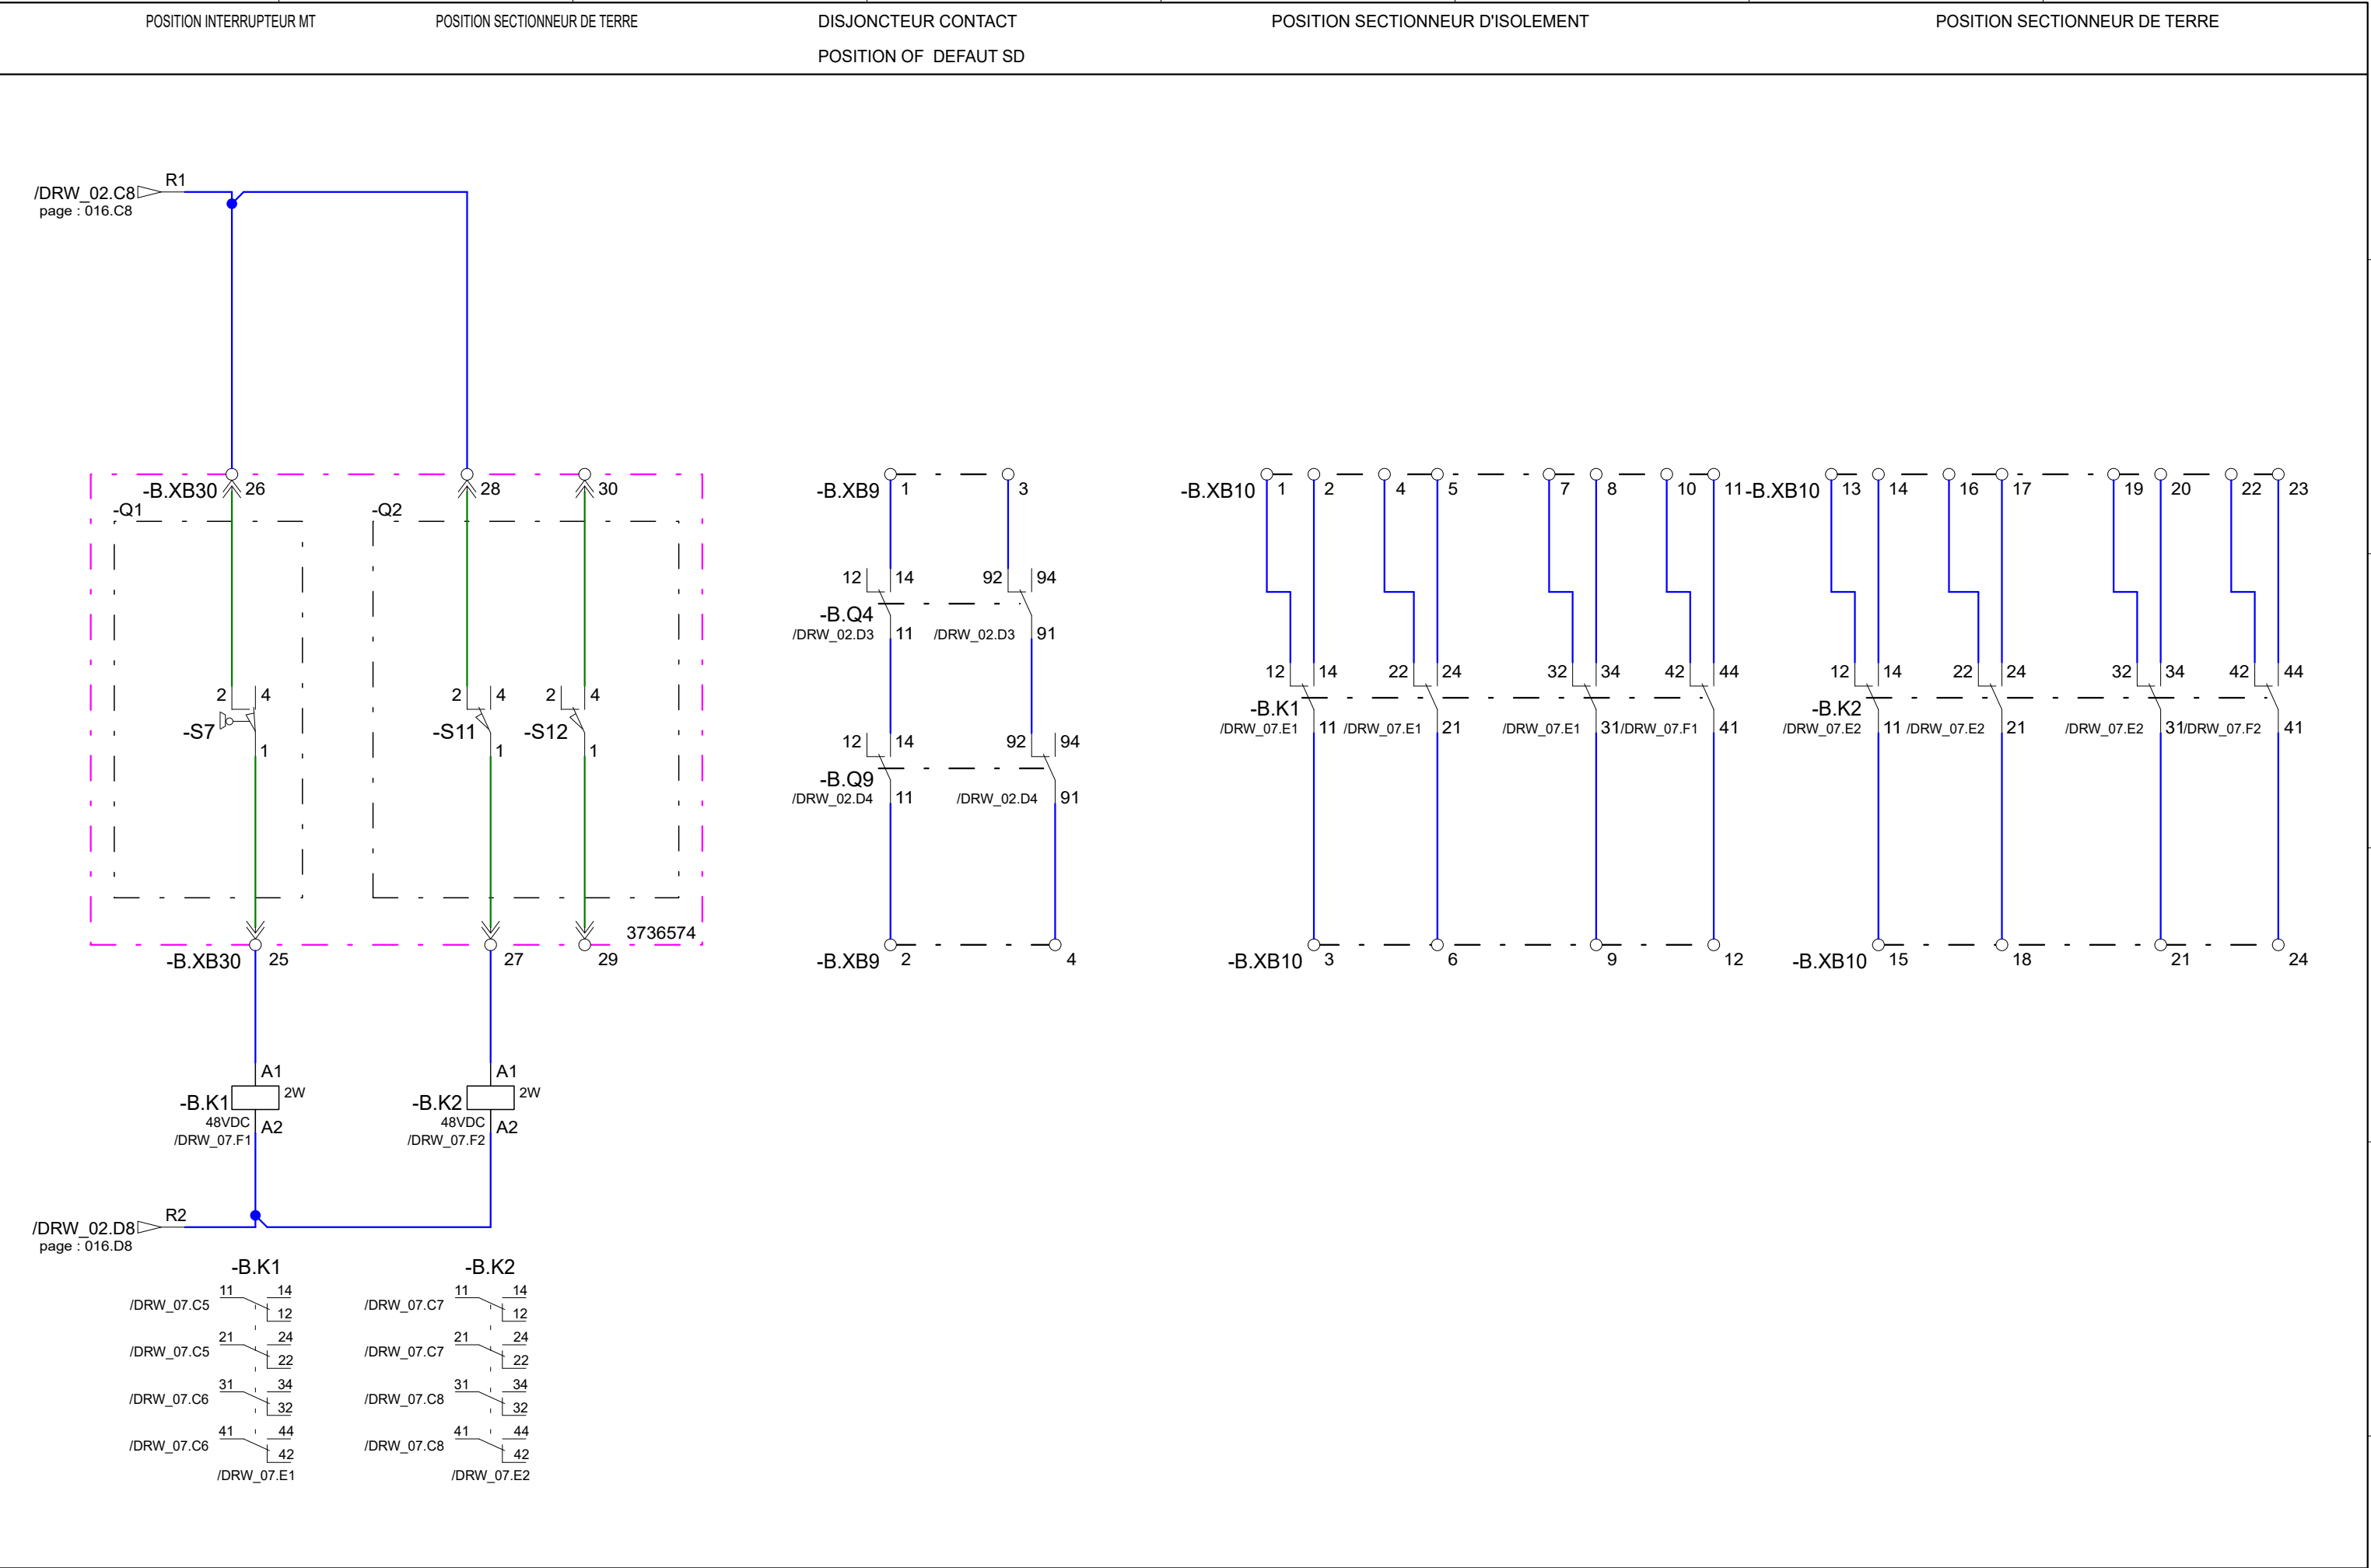 POSITION INTERRUPTEUR MT
POSITION SECTIONNEUR DE TERRE
DISJONCTEUR CONTACT
POSITION OF DEFAUT SD
POSITION SECTIONNEUR D'ISOLEMENT
POSITION SECTIONNEUR DE TERRE
R1
/DRW_02.C8
page : 016.C8
-B.XB30 26 28 30
-Q1 -Q2
2 4 2 4 2 4
-S7 -S11 -S12
1 1 1
3736574
-B.XB30 25 27 29
A1 A1
-B.K1 2W -B.K2 2W
48VDC 48VDC
A2 A2
/DRW_07.F1 /DRW_07.F2
R2
/DRW_02.D8
page : 016.D8
-B.K1
11 14
/DRW_07.C5 12
21 24
/DRW_07.C5 22
31 34
/DRW_07.C6 32
41 44
/DRW_07.C6 42
/DRW_07.E1
-B.K2
11 14
/DRW_07.C7 12
21 24
/DRW_07.C7 22
31 34
/DRW_07.C8 32
41 44
/DRW_07.C8 42
/DRW_07.E2
-B.XB9 1 3
12 14 92 94
-B.Q4
/DRW_02.D3 11 /DRW_02.D3 91
12 14 92 94
-B.Q9
/DRW_02.D4 11 /DRW_02.D4 91
-B.XB9 2 4
-B.XB10 1 2 4 5 7 8 10 11
12 14 22 24 32 34 42 44
-B.K1
/DRW_07.E1 11 /DRW_07.E1 21 /DRW_07.E1 31 /DRW_07.F1 41
-B.XB10 3 6 9 12
-B.XB10 13 14 16 17 19 20 22 23
12 14 22 24 32 34 42 44
-B.K2
/DRW_07.E2 11 /DRW_07.E2 21 /DRW_07.E2 31 /DRW_07.F2 41
-B.XB10 15 18 21 24